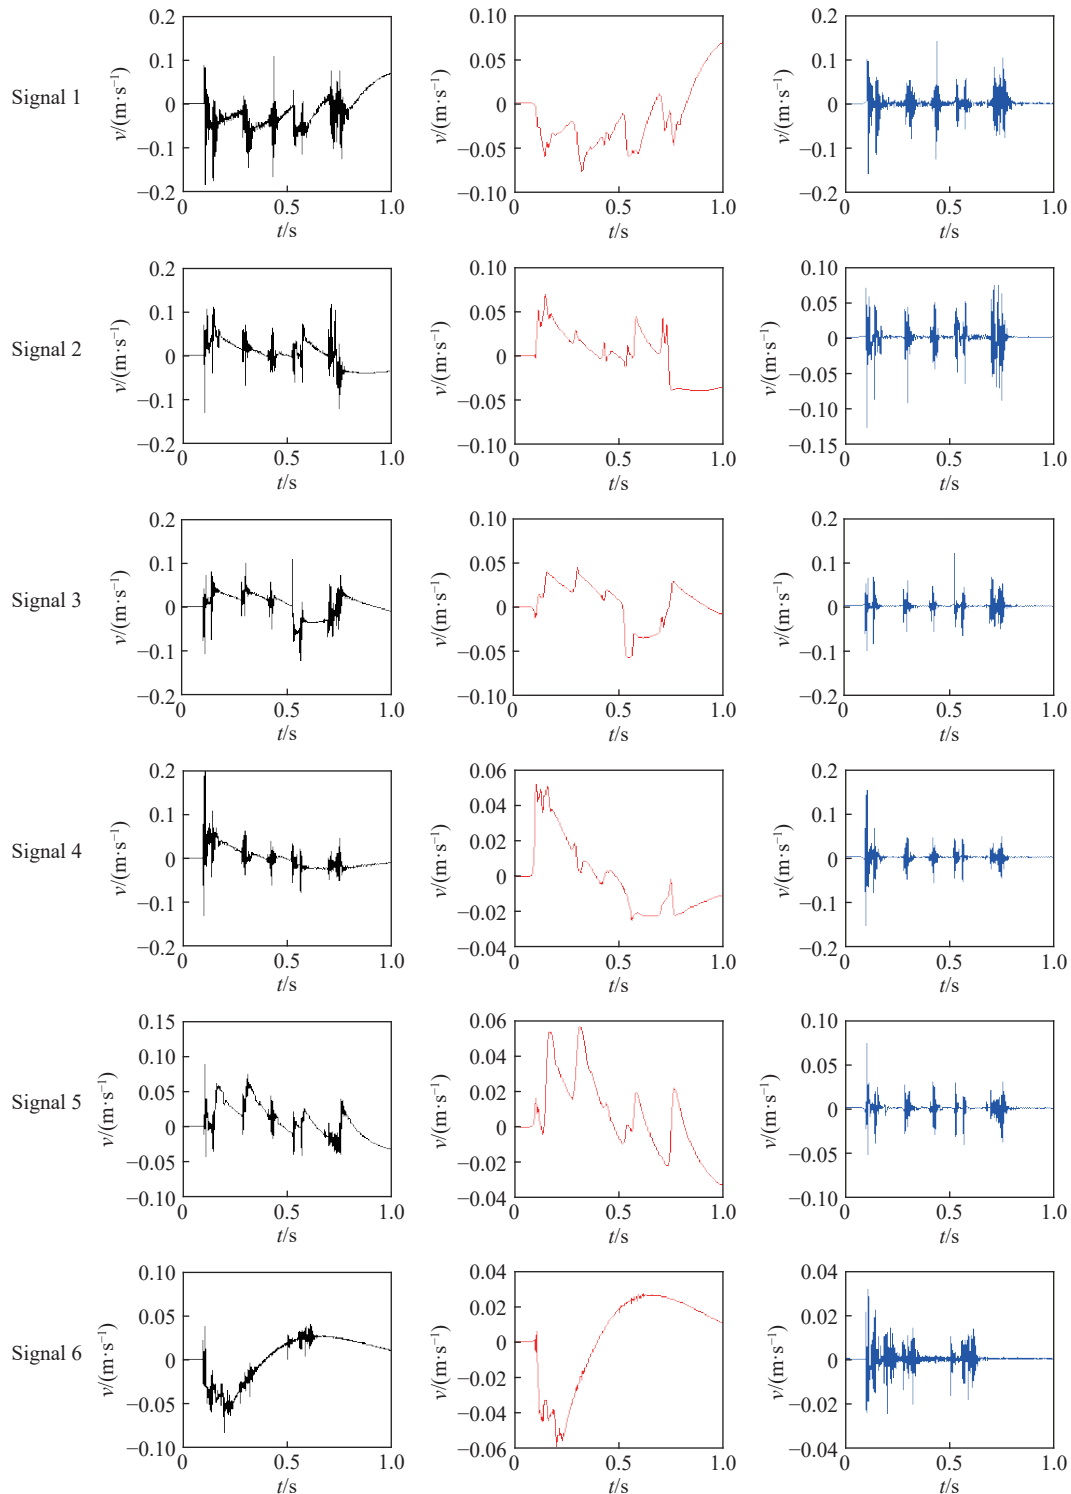 Signal 1
v/(m·s⁻¹)
0.2
0.1
0
−0.1
−0.2
0 0.5 1.0
t/s
v/(m·s⁻¹)
0.10
0.05
0
−0.05
−0.10
0 0.5 1.0
t/s
v/(m·s⁻¹)
0.2
0.1
0
−0.1
−0.2
0 0.5 1.0
t/s
Signal 2
v/(m·s⁻¹)
0.2
0.1
0
−0.1
−0.2
0 0.5 1.0
t/s
v/(m·s⁻¹)
0.10
0.05
0
−0.05
−0.10
0 0.5 1.0
t/s
v/(m·s⁻¹)
0.10
0.05
0
−0.05
−0.10
−0.15
0 0.5 1.0
t/s
Signal 3
v/(m·s⁻¹)
0.2
0.1
0
−0.1
−0.2
0 0.5 1.0
t/s
v/(m·s⁻¹)
0.10
0.05
0
−0.05
−0.10
0 0.5 1.0
t/s
v/(m·s⁻¹)
0.2
0.1
0
−0.1
−0.2
0 0.5 1.0
t/s
Signal 4
v/(m·s⁻¹)
0.2
0.1
0
−0.1
−0.2
0 0.5 1.0
t/s
v/(m·s⁻¹)
0.06
0.04
0.02
0
−0.02
−0.04
0 0.5 1.0
t/s
v/(m·s⁻¹)
0.2
0.1
0
−0.1
−0.2
0 0.5 1.0
t/s
Signal 5
v/(m·s⁻¹)
0.15
0.10
0.05
0
−0.05
−0.10
0 0.5 1.0
t/s
v/(m·s⁻¹)
0.06
0.04
0.02
0
−0.02
−0.04
0 0.5 1.0
t/s
v/(m·s⁻¹)
0.10
0.05
0
−0.05
−0.10
0 0.5 1.0
t/s
Signal 6
v/(m·s⁻¹)
0.10
0.05
0
−0.05
−0.10
0 0.5 1.0
t/s
v/(m·s⁻¹)
0.04
0.02
0
−0.02
−0.04
−0.06
0 0.5 1.0
t/s
v/(m·s⁻¹)
0.04
0.02
0
−0.02
−0.04
0 0.5 1.0
t/s